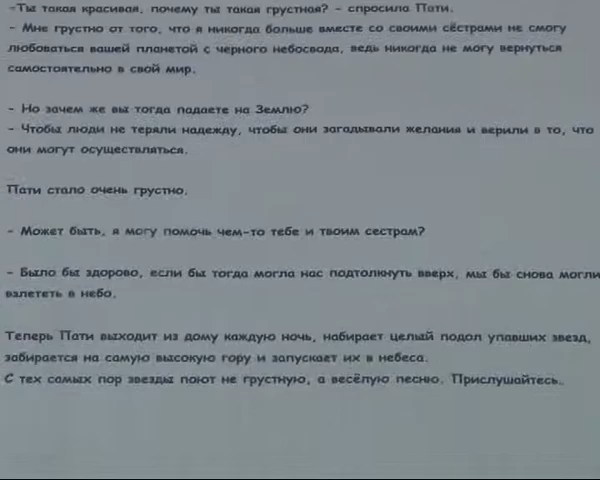 -Ты такая красивая, почему ты такая грустная? - спросила Пати.
- Мне грустно от того, что я никогда больше вместе со своими сёстрами не смогу
любоваться вашей планетой с черного небосвода, ведь никогда не могу вернуться
самостоятельно в свой мир.
- Но зачем же вы тогда падаете на Землю?
- Чтобы люди не теряли надежду, чтобы они загадывали желания и верили в то, что
они могут осуществляться.
Пати стало очень грустно.
- Может быть, я могу помочь чем-то тебе и твоим сестрам?
- Было бы здорово, если бы тогда могла нас подтолкнуть вверх, мы бы снова могли
взлететь в небо.
Теперь Пати выходит из дому каждую ночь, набирает целый подол упавших звезд,
забирается на самую высокую гору и запускает их в небеса.
С тех самых пор звезды поют не грустную, а весёлую песню. Прислушайтесь.